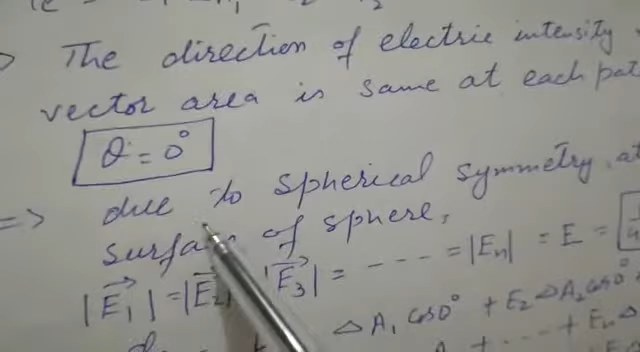 The direction of electric intensity
vector area is same at each
θ = 0°
=> due to spherical symmetry, at
surface of sphere,
|E₁| = |E₂| |E₃| = ---- = |Eₙ| = E =
ΔA₁ cos0° + E₂ ΔA₂ cos0°
+ ... + Eₙ Δ